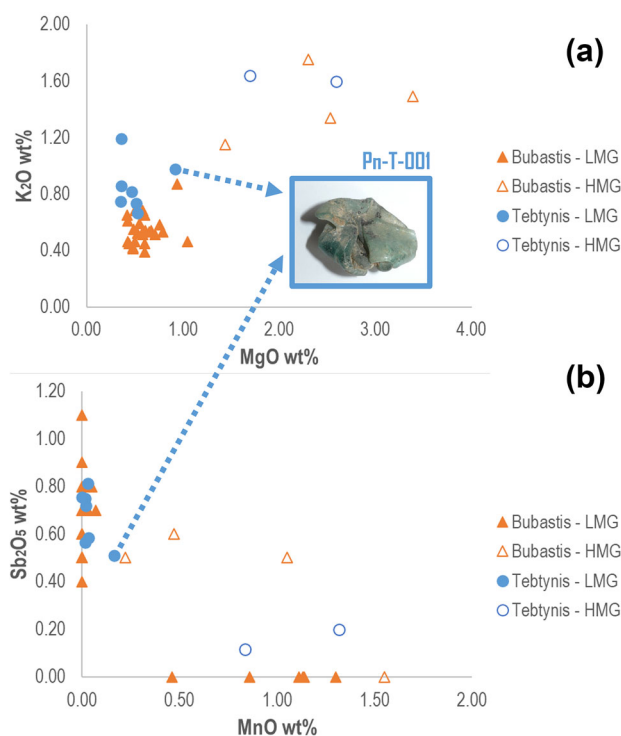 (a)
2.00
1.60
1.20
0.80
0.40
0.00
K₂O wt%
0.00 1.00 2.00 3.00 4.00
MgO wt%
Pn-T-001
Bubastis - LMG
Bubastis - HMG
Tebtynis - LMG
Tebtynis - HMG
(b)
1.20
1.00
0.80
0.60
0.40
0.20
0.00
Sb₂O₅ wt%
0.00 0.50 1.00 1.50 2.00
MnO wt%
Bubastis - LMG
Bubastis - HMG
Tebtynis - LMG
Tebtynis - HMG